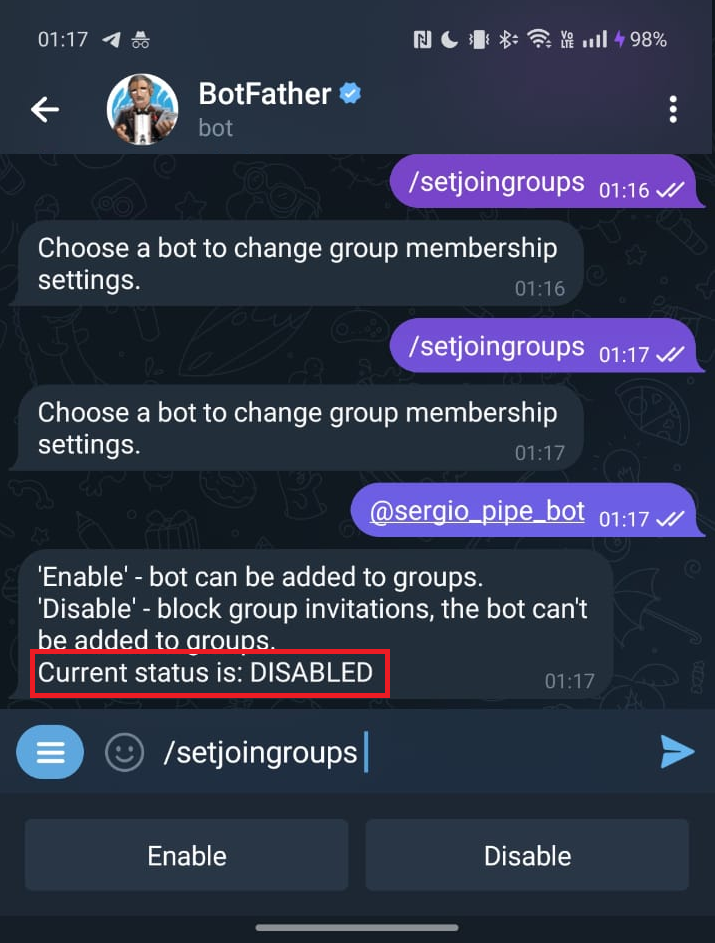 01:17
VO LTE
98%
BotFather
bot
/setjoingroups 01:16
Choose a bot to change group membership
settings.
01:16
/setjoingroups 01:17
Choose a bot to change group membership
settings.
01:17
@sergio_pipe_bot 01:17
'Enable' - bot can be added to groups.
'Disable' - block group invitations, the bot can't
be added to groups.
Current status is: DISABLED
01:17
/setjoingroups
Enable
Disable